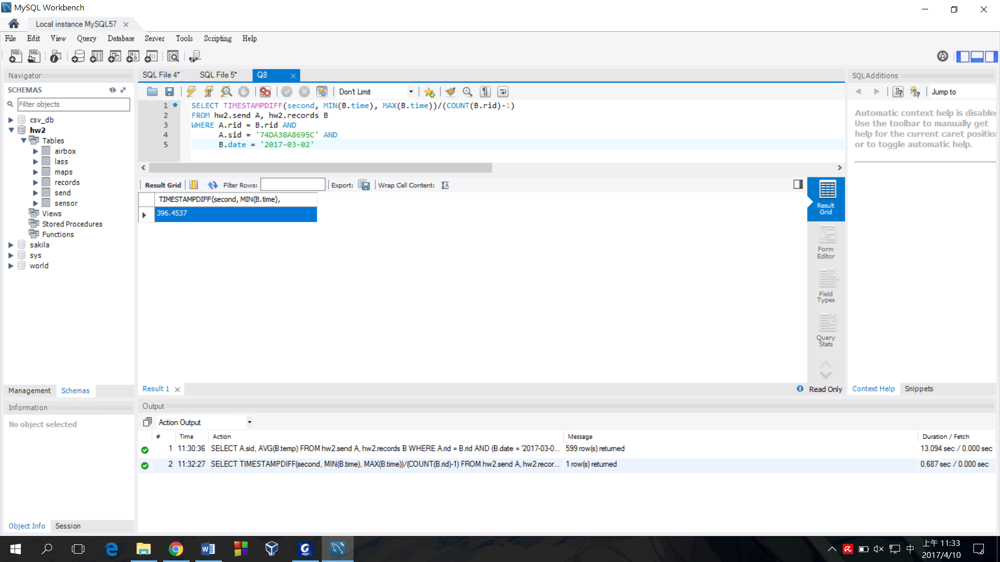 MySQL Workbench
Local instance MySQL57
File Edit View Query Database Server Tools Scripting Help
Navigator
SCHEMAS
Filter objects
csv_db
hw2
Tables
airbox
lass
maps
records
send
sensor
Views
Stored Procedures
Functions
sakila
sys
world
Management Schemas
Information
No object selected
Object Info Session
SQL File 4* SQL File 5* Q8
Don't Limit
1 SELECT TIMESTAMPDIFF(second, MIN(B.time), MAX(B.time))/(COUNT(B.rid)-1)
2 FROM hw2.send A, hw2.records B
3 WHERE A.rid = B.rid AND
4 A.sid = '74DA38A8695C' AND
5 B.date = '2017-03-02'
Result Grid Filter Rows: Export: Wrap Cell Content:
TIMESTAMPDIFF(second, MIN(B.time),
396.4537
Result Grid
Form Editor
Field Types
Query Stats
Result 1 Read Only
SQLAdditions
Jump to
Automatic context help is disabled
Use the toolbar to manually get
help for the current caret position
or to toggle automatic help.
Context Help Snippets
Output
Action Output
# Time Action Message Duration / Fetch
1 11:30:36 SELECT A.sid, AVG(B.temp) FROM hw2.send A, hw2.records B WHERE A.rid = B.rid AND (B.date = '2017-03-0... 599 row(s) returned 13.094 sec / 0.000 sec
2 11:32:27 SELECT TIMESTAMPDIFF(second, MIN(B.time), MAX(B.time))/(COUNT(B.rid)-1) FROM hw2.send A, hw2.recor... 1 row(s) returned 0.687 sec / 0.000 sec
中
上午 11:33
2017/4/10